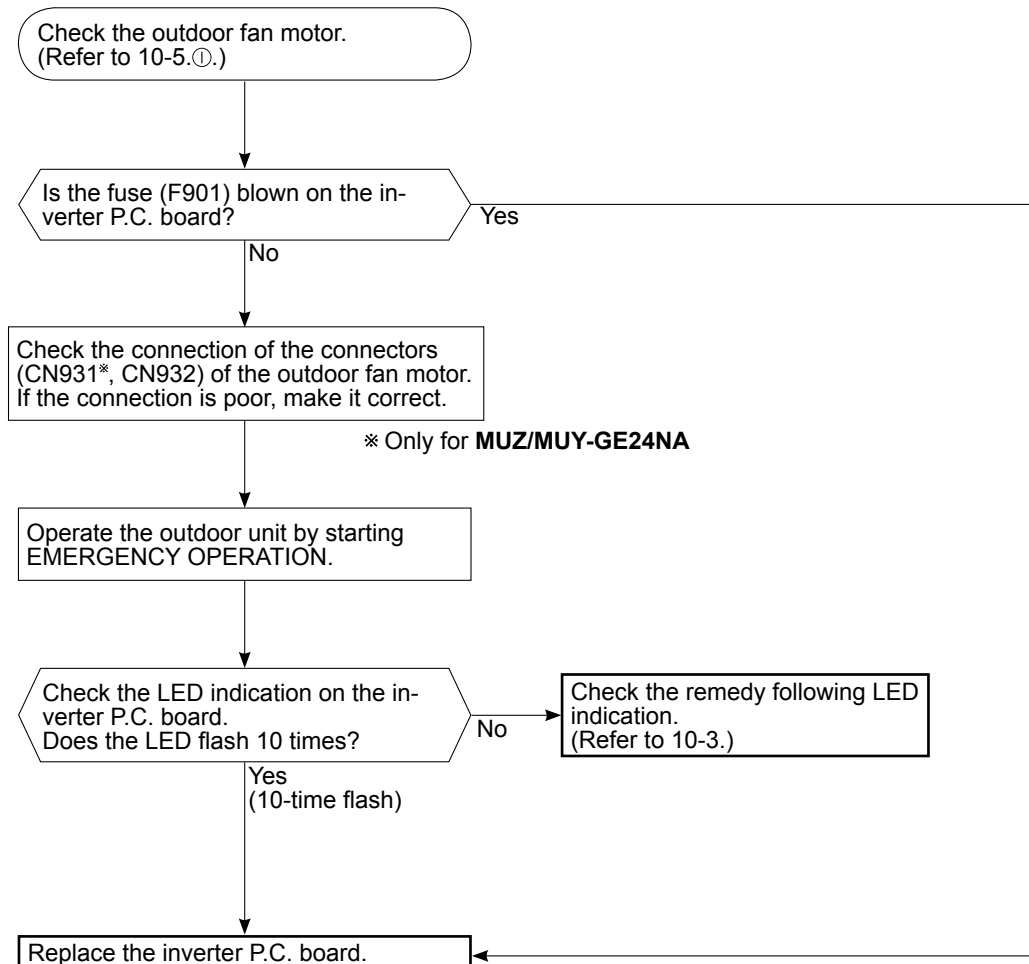 Check the outdoor fan motor.
(Refer to 10-5.Ⓘ.)
Is the fuse (F901) blown on the in-
verter P.C. board?
Yes
No
Check the connection of the connectors
(CN931※, CN932) of the outdoor fan motor.
If the connection is poor, make it correct.
※ Only for MUZ/MUY-GE24NA
Operate the outdoor unit by starting
EMERGENCY OPERATION.
Check the LED indication on the in-
verter P.C. board.
Does the LED flash 10 times?
No
Check the remedy following LED
indication.
(Refer to 10-3.)
Yes
(10-time flash)
Replace the inverter P.C. board.